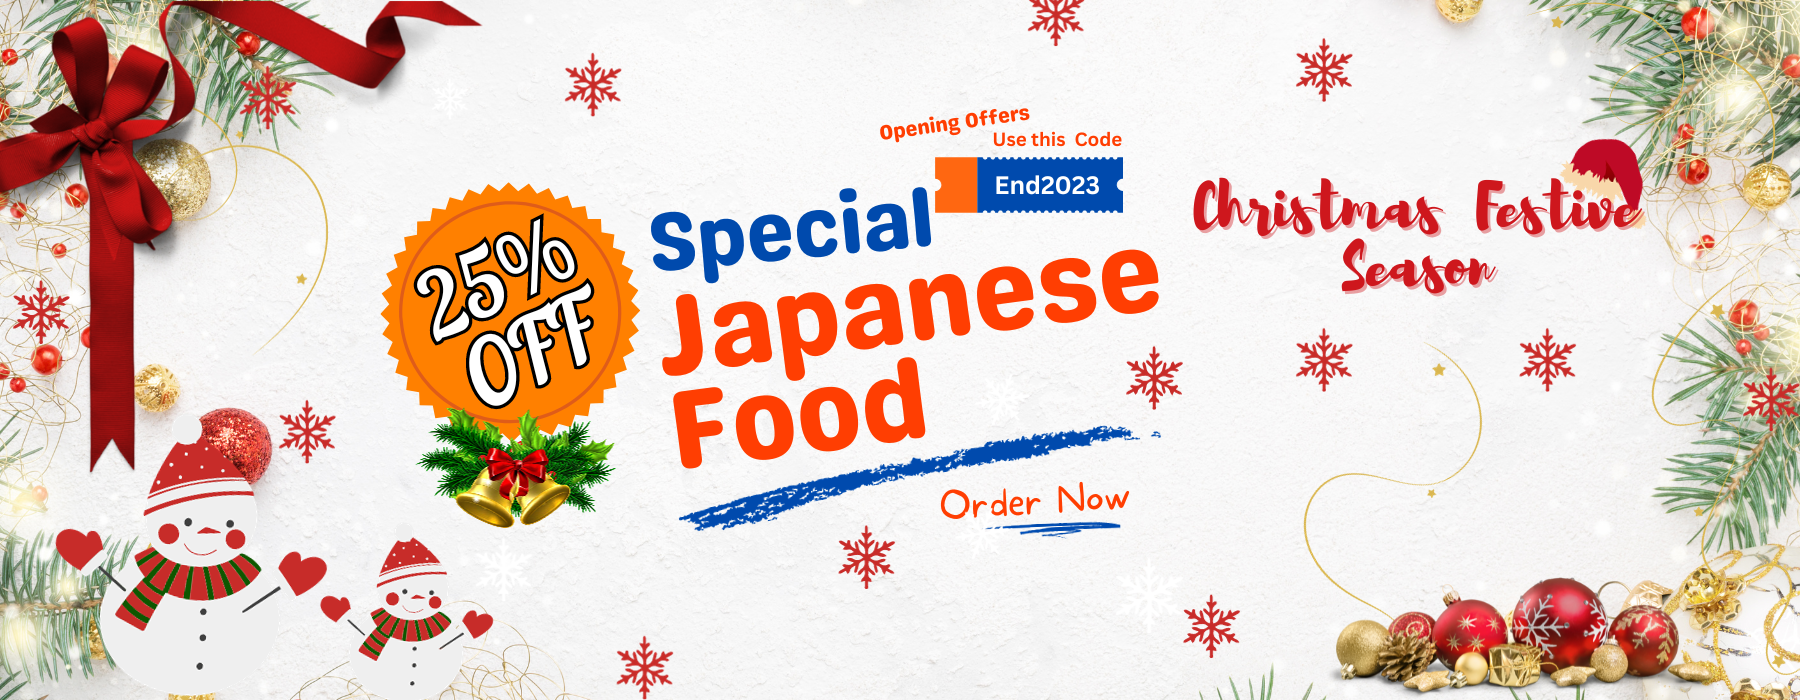 Opening Offers
Use this Code
End2023
25%
OFF
Special
Japanese
Food
Order Now
Christmas Festive
Season